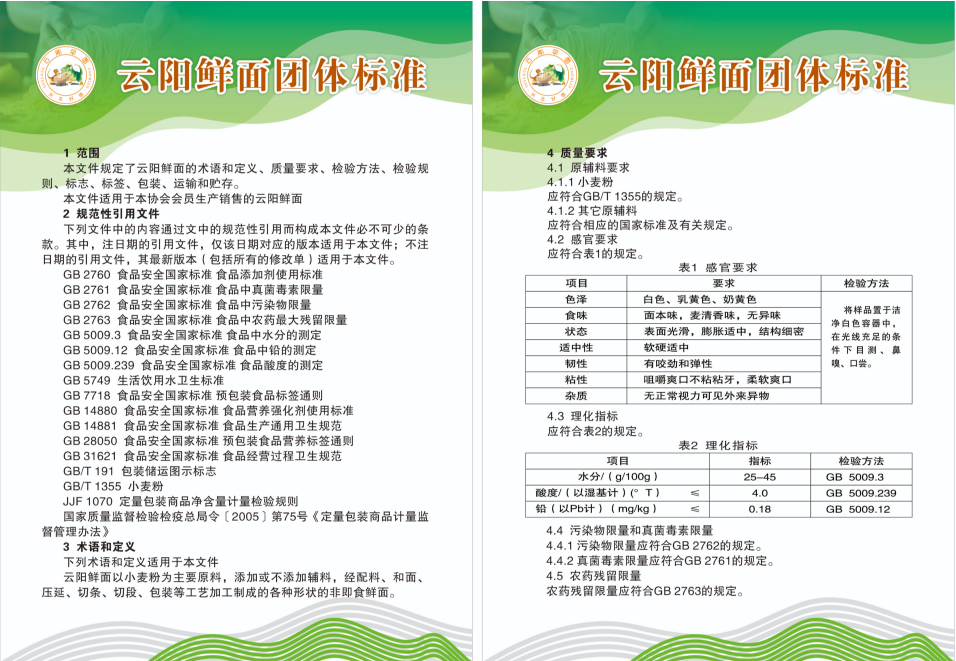 云阳鲜面团体标准
1 范围
本文件规定了云阳鲜面的术语和定义、质量要求、检验方法、检验规
则、标志、标签、包装、运输和贮存。
本文件适用于本协会会员生产销售的云阳鲜面
2 规范性引用文件
下列文件中的内容通过文中的规范性引用而构成本文件必不可少的条
款。其中，注日期的引用文件，仅该日期对应的版本适用于本文件；不注
日期的引用文件，其最新版本（包括所有的修改单）适用于本文件。
GB 2760 食品安全国家标准 食品添加剂使用标准
GB 2761 食品安全国家标准 食品中真菌毒素限量
GB 2762 食品安全国家标准 食品中污染物限量
GB 2763 食品安全国家标准 食品中农药最大残留限量
GB 5009.3 食品安全国家标准 食品中水分的测定
GB 5009.12 食品安全国家标准 食品中铅的测定
GB 5009.239 食品安全国家标准 食品酸度的测定
GB 5749 生活饮用水卫生标准
GB 7718 食品安全国家标准 预包装食品标签通则
GB 14880 食品安全国家标准 食品营养强化剂使用标准
GB 14881 食品安全国家标准 食品生产通用卫生规范
GB 28050 食品安全国家标准 预包装食品营养标签通则
GB 31621 食品安全国家标准 食品经营过程卫生规范
GB/T 191 包装储运图示标志
GB/T 1355 小麦粉
JJF 1070 定量包装商品净含量计量检验规则
国家质量监督检验检疫总局令〔2005〕第75号《定量包装商品计量监
督管理办法》
3 术语和定义
下列术语和定义适用于本文件
云阳鲜面以小麦粉为主要原料，添加或不添加辅料，经配料、和面、
压延、切条、切段、包装等工艺加工制成的各种形状的非即食鲜面。
云阳鲜面团体标准
4 质量要求
4.1 原辅料要求
4.1.1 小麦粉
应符合GB/T 1355的规定。
4.1.2 其它原辅料
应符合相应的国家标准及有关规定。
4.2 感官要求
应符合表1的规定。
表1 感官要求
项目 要求 检验方法
色泽 白色、乳黄色、奶黄色
食味 面本味，麦清香味，无异味
状态 表面光滑，膨胀适中，结构细密
适中性 软硬适中
韧性 有咬劲和弹性
粘性 咀嚼爽口不粘粘牙，柔软爽口
杂质 无正常视力可见外来异物
将样品置于洁
净白色容器中，
在光线充足的条
件下目测、鼻
嗅、口尝。
4.3 理化指标
应符合表2的规定。
表2 理化指标
项目 指标 检验方法
水分/（g/100g） 25–45 GB 5009.3
酸度/（以湿基计）(°T) ≤ 4.0 GB 5009.239
铅（以Pb计）（mg/kg） ≤ 0.18 GB 5009.12
4.4 污染物限量和真菌毒素限量
4.4.1 污染物限量应符合GB 2762的规定。
4.4.2 真菌毒素限量应符合GB 2761的规定。
4.5 农药残留限量
农药残留限量应符合GB 2763的规定。